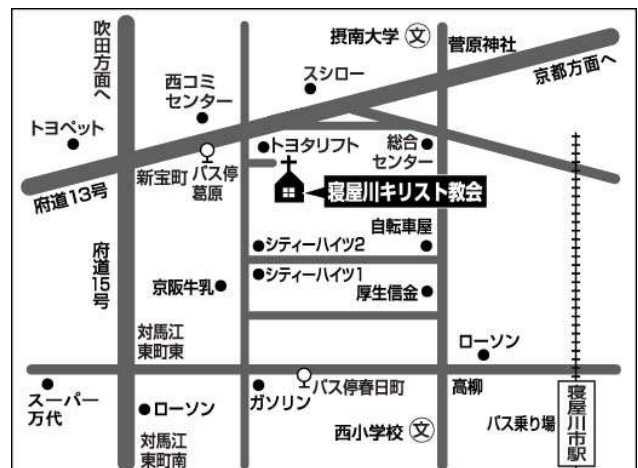 吹田方面へ
摂南大学
文
菅原神社
京都方面へ
スシロー
西コミ
センター
トヨペット
トヨタリフト
総合
センター
府道13号
新宝町
バス停
葛原
寝屋川キリスト教会
自転車屋
府道15号
シティーハイツ2
シティーハイツ1
京阪牛乳
厚生信金
対馬江
東町東
ローソン
スーパー
万代
ガソリン
バス停春日町
高柳
寝屋川市駅
ローソン
バス乗り場
西小学校
文
対馬江
東町南